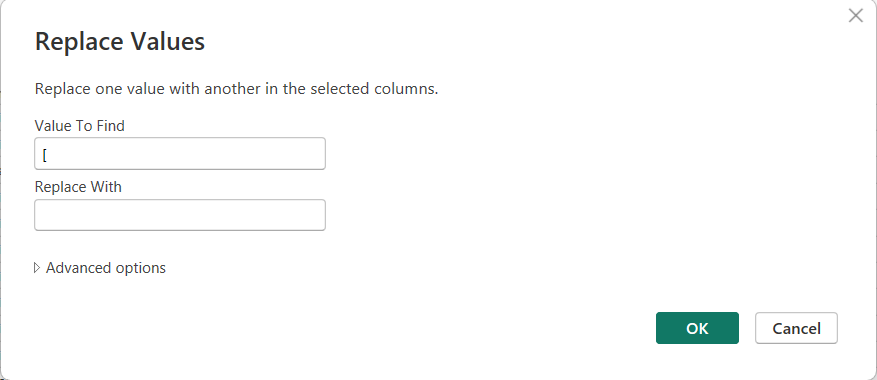 Replace Values
Replace one value with another in the selected columns.
Value To Find
[
Replace With
Advanced options
OK
Cancel